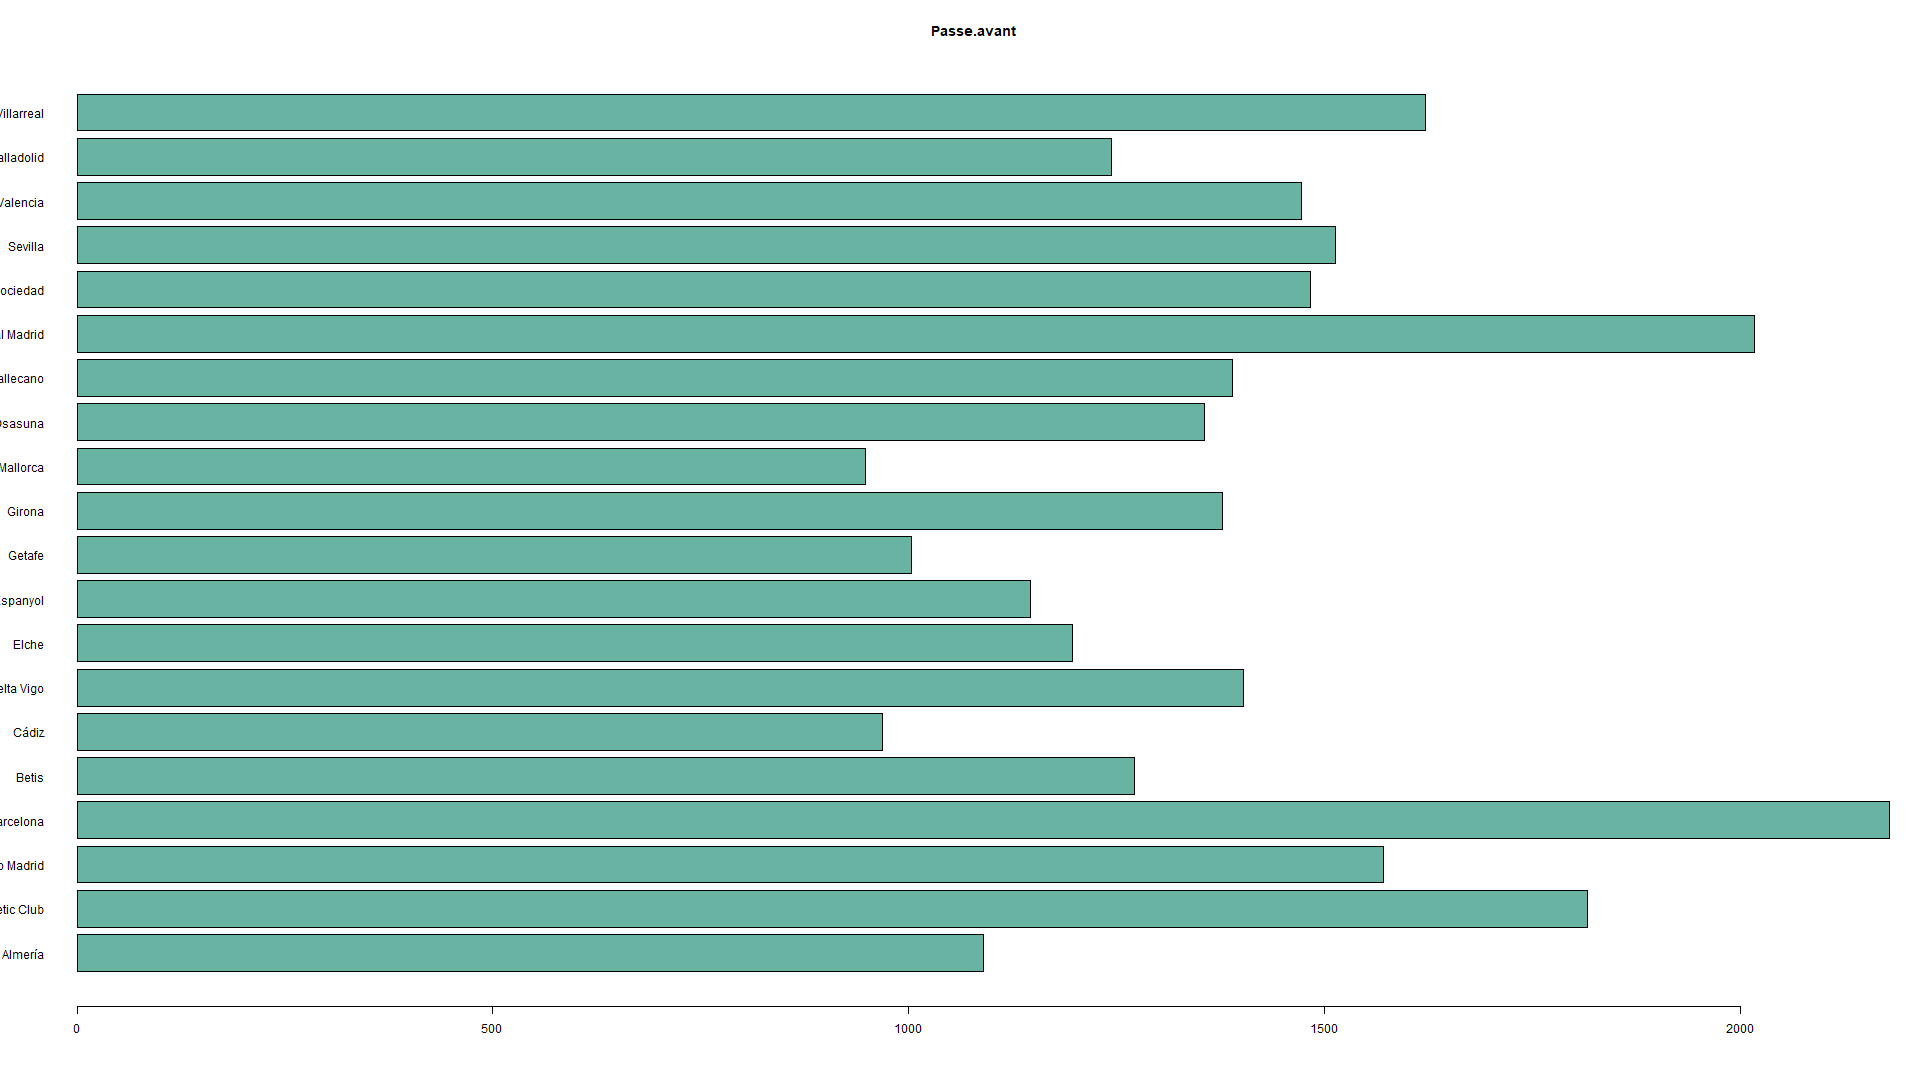 Passe.avant
Villarreal
alladolid
Valencia
Sevilla
ociedad
l Madrid
allecano
Osasuna
Mallorca
Girona
Getafe
Espanyol
Elche
elta Vigo
Cádiz
Betis
arcelona
o Madrid
etic Club
Almería
0 500 1000 1500 2000